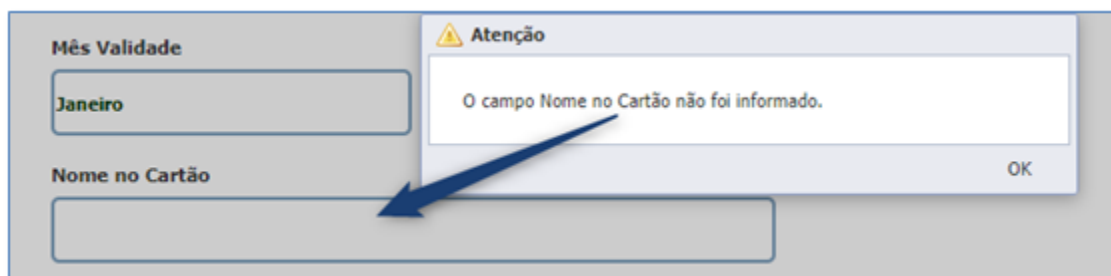 Mês Validade
Janeiro
Nome no Cartão
Atenção
O campo Nome no Cartão não foi informado.
OK